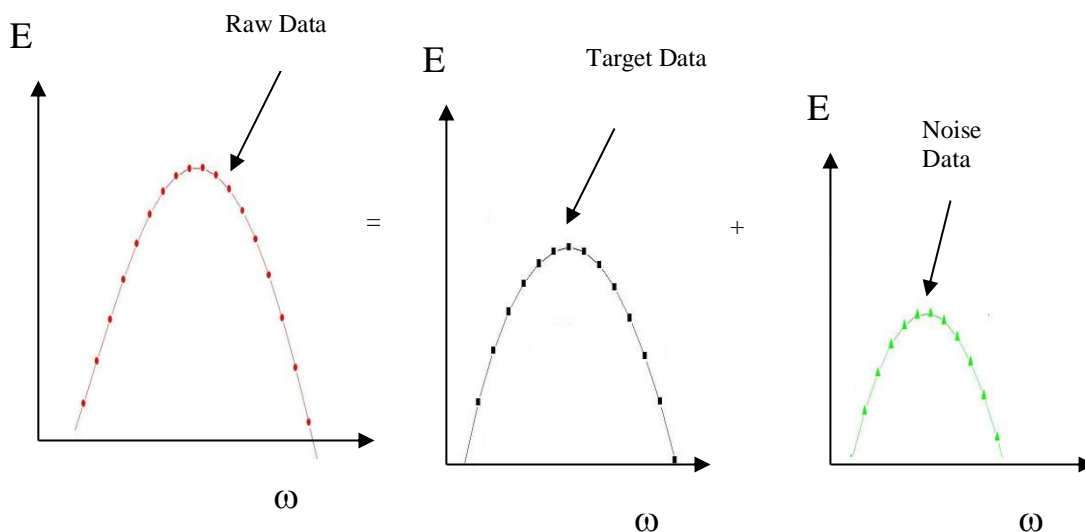 E
Raw Data
E
Target Data
E
Noise
Data
=
+
ω
ω
ω